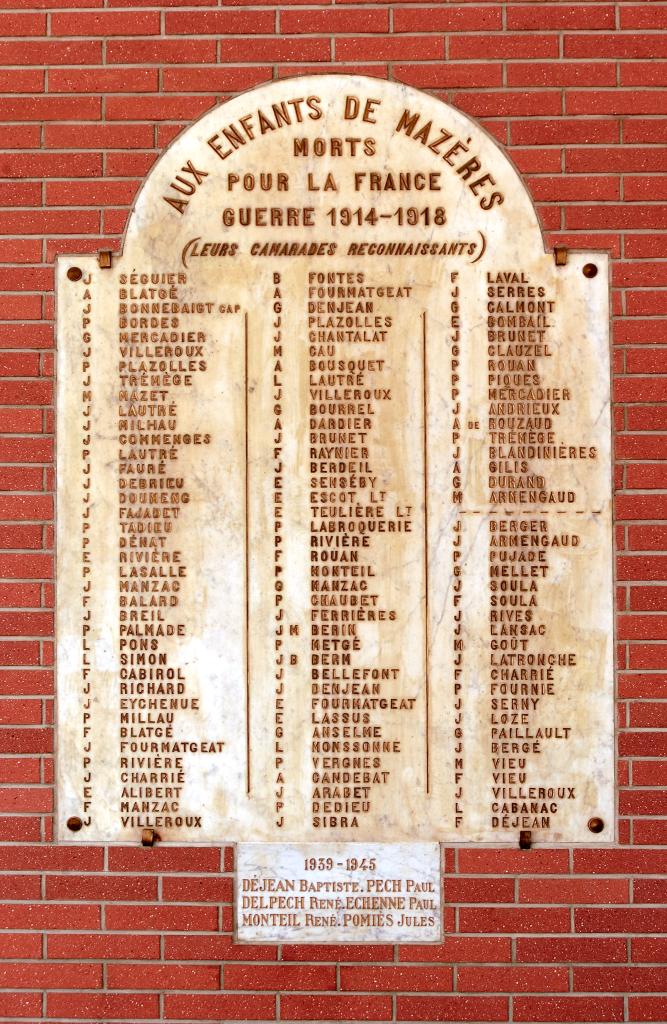 AUX ENFANTS DE MAZÈRES
MORTS
POUR LA FRANCE
GUERRE 1914-1918
(LEURS CAMARADES RECONNAISSANTS)
J SÉGUIER
A BLATGÉ
J BONNEBAIGT CAP
P BORDES
G MERCADIER
J VILLEROUX
P PLAZOLLES
J TRÉMÈGE
M MAZET
J LAUTRÉ
J MILHAU
J COMMENGES
P LAUTRÉ
J FAURÉ
J DEBRIEU
J DOUMENG
J FAJADET
P TADIEU
P DÉNAT
E RIVIÈRE
P LASALLE
J MANZAC
F BALARD
J BREIL
P PALMADE
L PONS
L SIMON
F CABIROL
J RICHARD
J EYCHENUE
P MILLAU
F BLATGÉ
J FOURMATGEAT
P RIVIÈRE
J CHARRIÉ
E ALIBERT
F MANZAC
J VILLEROUX
B FONTES
A FOURMATGEAT
G DENJEAN
J PLAZOLLES
J CHANTALAT
M CAU
A BOUSQUET
L LAUTRÉ
J VILLEROUX
G BOURREL
A DARDIER
J BRUNET
F RAYNIER
J BERDEIL
E SENSÉBY
E ESCOT LT
E TEULIÈRE LT
P LABROQUERIE
P RIVIÈRE
F ROUAN
P MONTEIL
G MANZAC
P CHAUBET
J FERRIÈRES
J M BERIN
P METGÉ
J B BERM
J BELLEFONT
J DENJEAN
E FOURMATGEAT
E LASSUS
G ANSELME
L MONSSONNE
P VERGNES
A CANDEBAT
J ARABET
P DEDIEU
J SIBRA
F LAVAL
J SERRES
G CALMONT
E BOMBAIL
J BRUNET
G CLAUZEL
P ROUAN
P PIQUES
P MERCADIER
J ANDRIEUX
A DE ROUZAUD
P TRÉMÈGE
J BLANDINIÈRES
A GILIS
G DURAND
M ARMENGAUD
J BERGER
J ARMENGAUD
P PUJADE
G MELLET
J SOULA
F SOULA
J RIVES
J LANSAC
M GOÛT
J LATRONCHE
F CHARRIÉ
P FOURNIE
J SERNY
J LOZE
G PAILLAULT
J BERGÉ
M VIEU
F VIEU
J VILLEROUX
L CABANAC
F DÉJEAN
1939-1945
DÉJEAN BAPTISTE. PECH PAUL
DELPECH RENÉ. ECHENNE PAUL
MONTEIL RENÉ. POMIÉS JULES